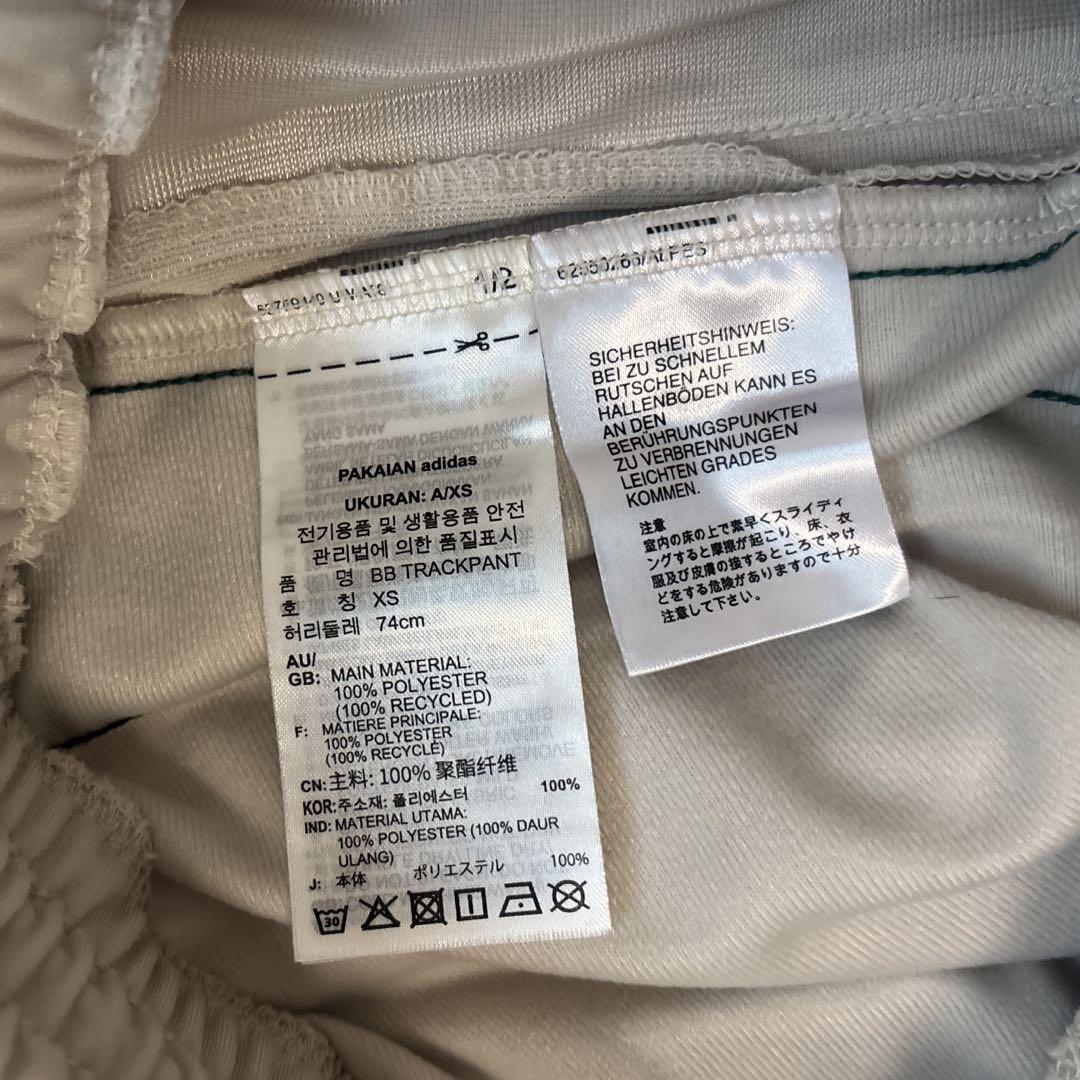 1/2
PAKAIAN adidas
UKURAN: A/XS
전기용품 및 생활용품 안전
관리법에 의한 품질표시
품 명 BB TRACKPANT
호 칭 XS
허리둘레 74cm
AU/
GB: MAIN MATERIAL:
100% POLYESTER
(100% RECYCLED)
F: MATIERE PRINCIPALE:
100% POLYESTER
(100% RECYCLÉ)
CN: 主料: 100% 聚酯纤维
KOR: 주소재: 폴리에스터 100%
IND: MATERIAL UTAMA:
100% POLYESTER (100% DAUR
ULANG)
J: 本体 ポリエステル 100%
30
SICHERHEITSHINWEIS:
BEI ZU SCHNELLEM
RUTSCHEN AUF
HALLENBÖDEN KANN ES
AN DEN
BERÜHRUNGSPUNKTEN
ZU VERBRENNUNGEN
LEICHTEN GRADES
KOMMEN.
注意
室内の床の上で素早くスライディ
ングすると摩擦が起こり、床、衣
服及び皮膚の接するところでやけ
どをする危険がありますので十分
注意して下さい。